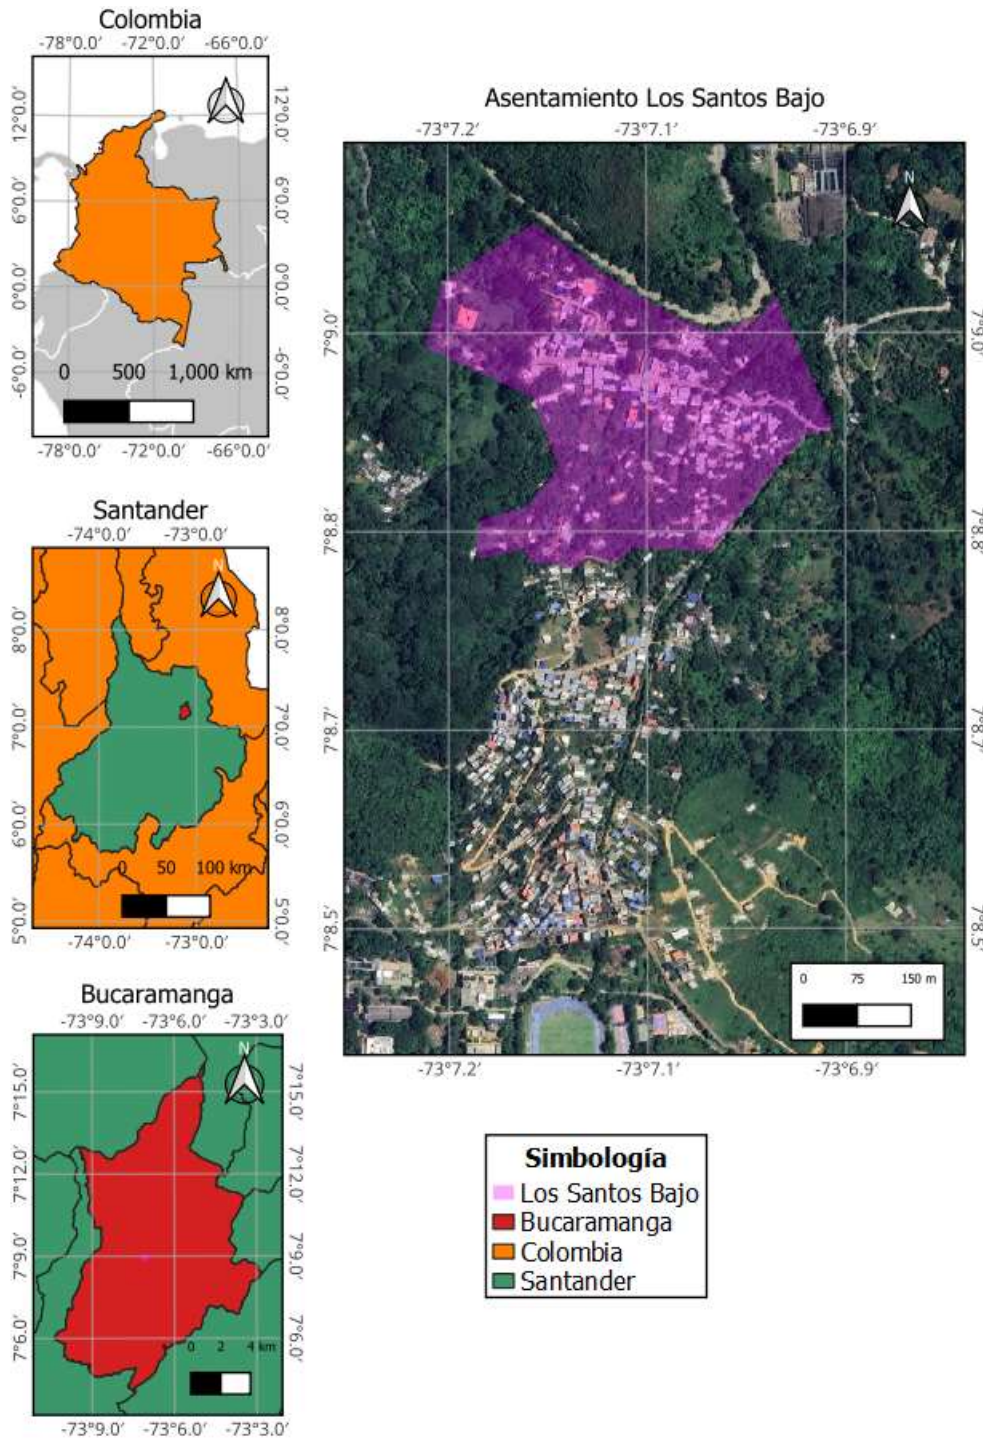 Colombia
-78°0.0′ -72°0.0′ -66°0.0′
12°0.0′ 12°0.0′
N
6°0.0′ 6°0.0′
0°0.0′ 0°0.0′
-6°0.0′ -6°0.0′
0 500 1,000 km
-78°0.0′ -72°0.0′ -66°0.0′
Santander
-74°0.0′ -73°0.0′
N
8°0.0′ 8°0.0′
7°0.0′ 7°0.0′
6°0.0′ 6°0.0′
0 50 100 km
5°0.0′ 5°0.0′
-74°0.0′ -73°0.0′
Bucaramanga
-73°9.0′ -73°6.0′ -73°3.0′
N
7°15.0′ 7°15.0′
7°12.0′ 7°12.0′
7°9.0′ 7°9.0′
7°6.0′ 7°6.0′
0 2 4 km
-73°9.0′ -73°6.0′ -73°3.0′
Asentamiento Los Santos Bajo
-73°7.2′ -73°7.1′ -73°6.9′
N
7°9.0′ 7°9.0′
7°8.8′ 7°8.8′
7°8.7′ 7°8.7′
7°8.5′ 7°8.5′
0 75 150 m
-73°7.2′ -73°7.1′ -73°6.9′
Simbología
Los Santos Bajo
Bucaramanga
Colombia
Santander